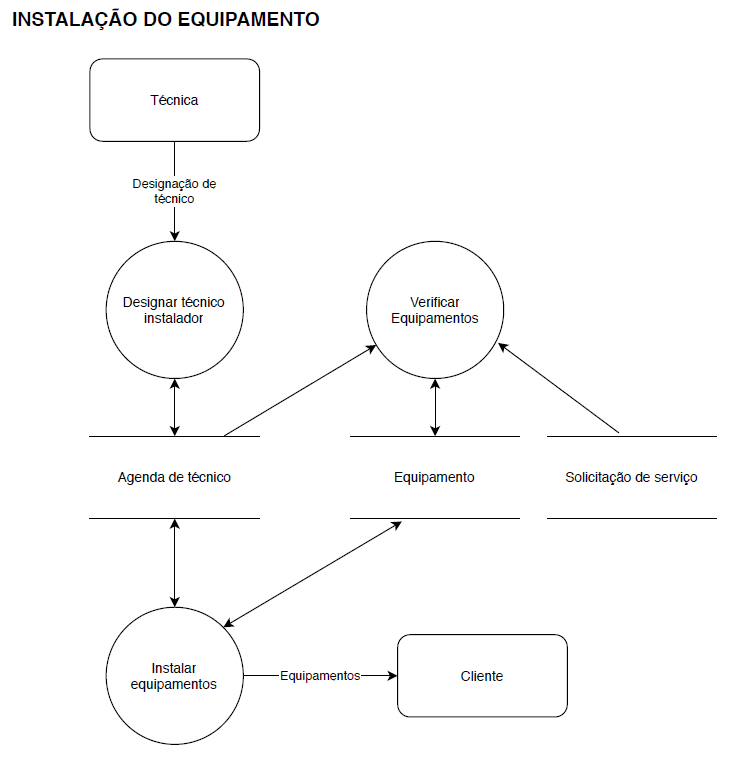 INSTALAÇÃO DO EQUIPAMENTO
Técnica
Designação de
técnico
Designar técnico
instalador
Verificar
Equipamentos
Agenda de técnico
Equipamento
Solicitação de serviço
Instalar
equipamentos
Equipamentos
Cliente